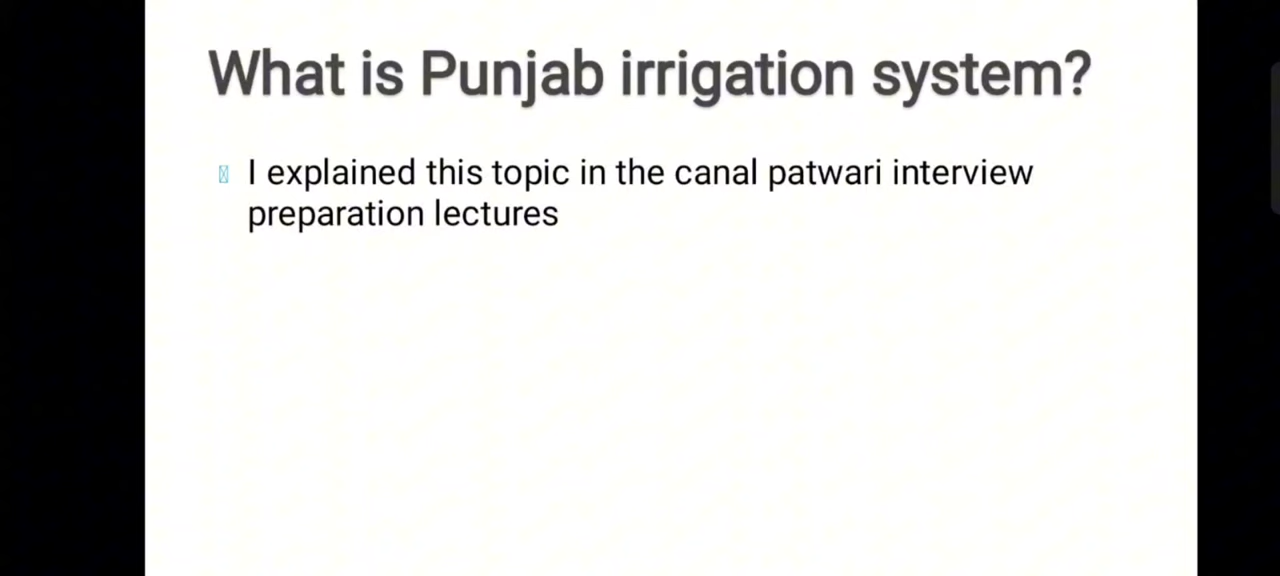 What is Punjab irrigation system?
I explained this topic in the canal patwari interview
preparation lectures